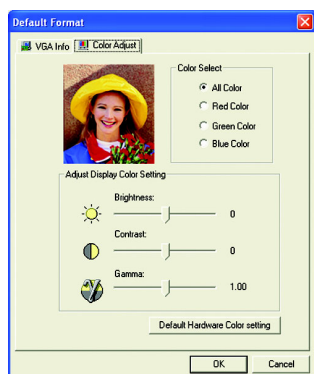 Default Format
VGA Info Color Adjust
Color Select
All Color
Red Color
Green Color
Blue Color
Adjust Display Color Setting
Brightness:
0
Contrast:
0
Gamma:
1.00
Default Hardware Color setting
OK Cancel